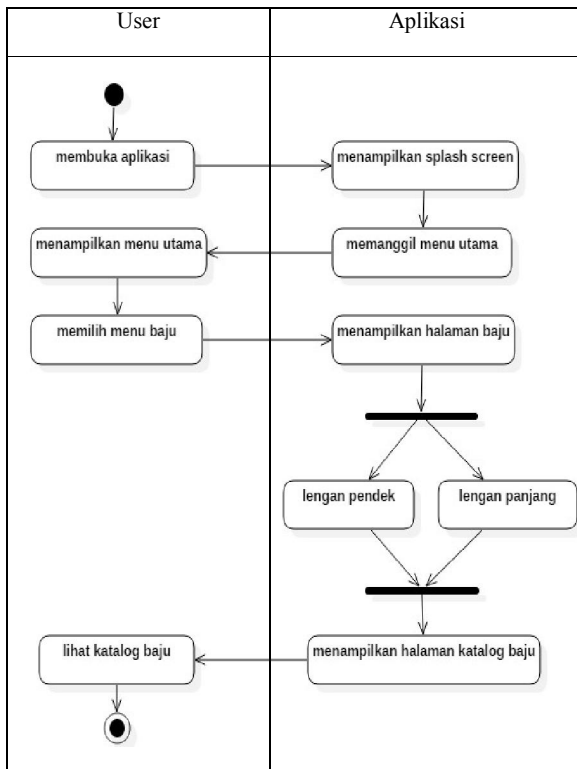 User
Aplikasi
membuka aplikasi
menampilkan splash screen
menampilkan menu utama
memanggil menu utama
memilih menu baju
menampilkan halaman baju
lengan pendek
lengan panjang
lihat katalog baju
menampilkan halaman katalog baju